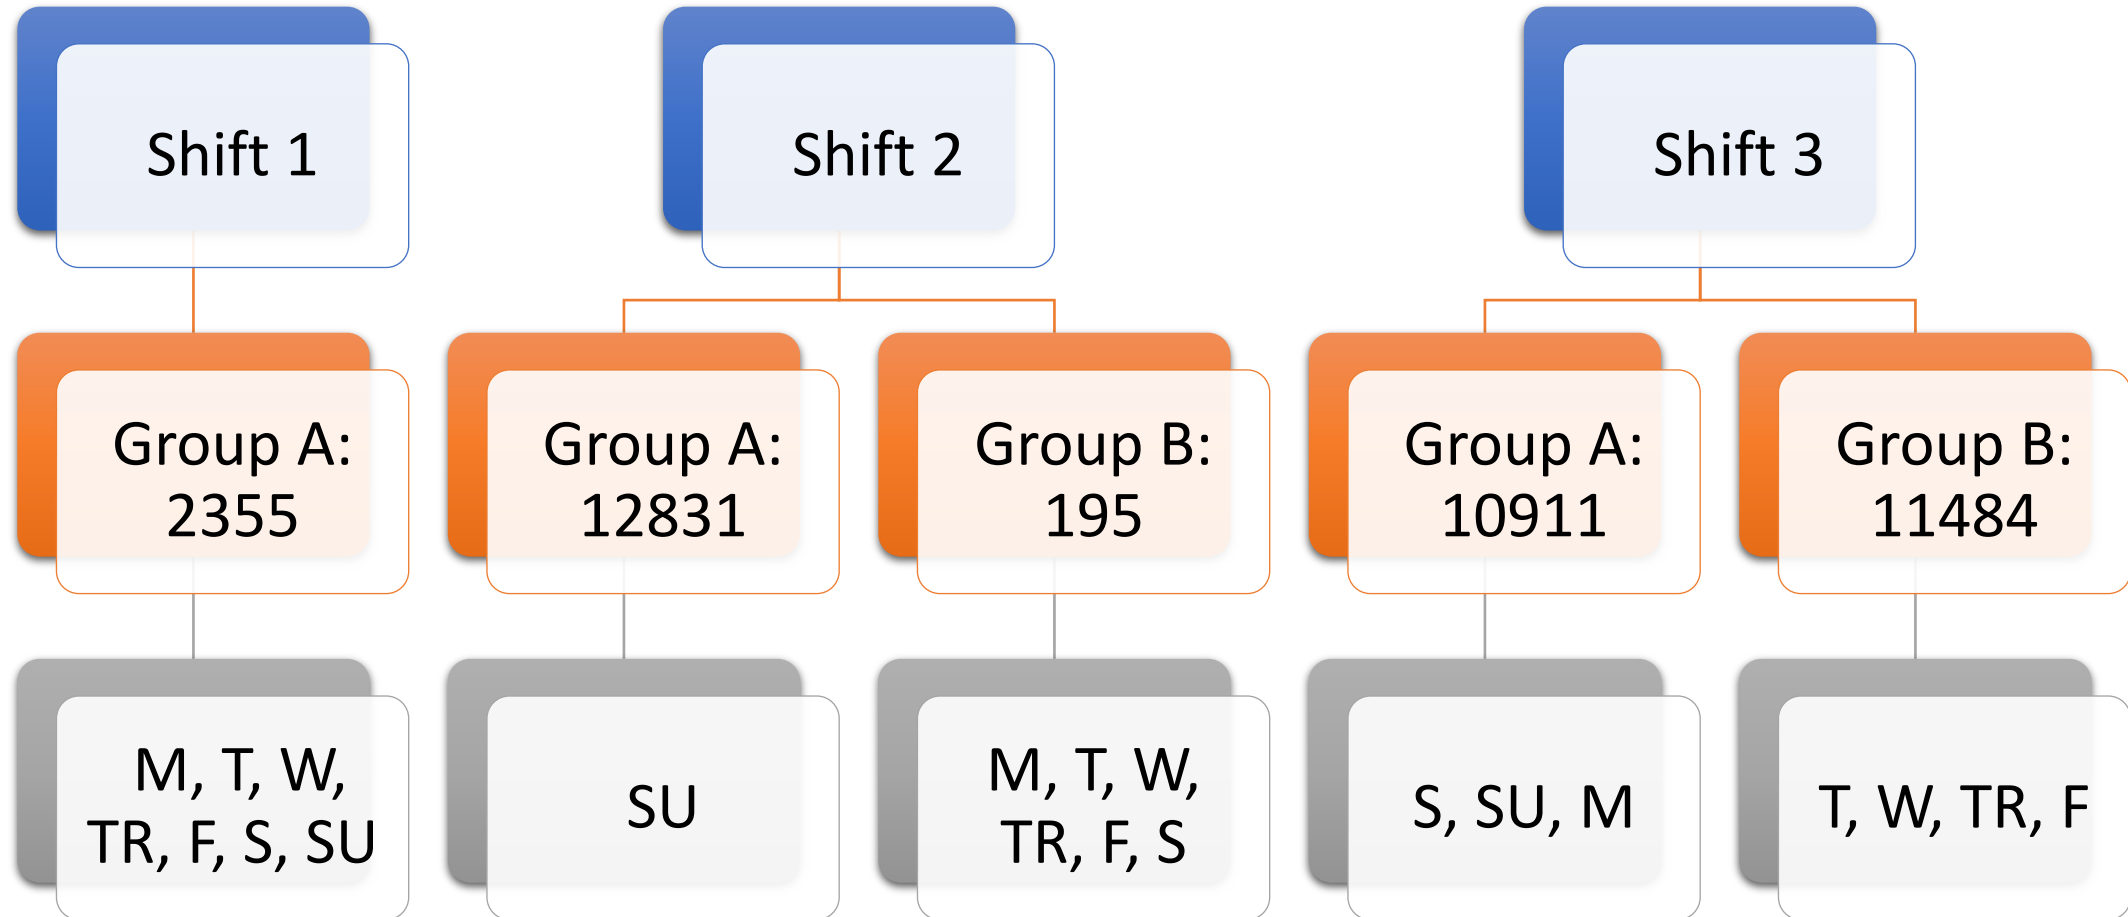 Shift 1
Shift 2
Shift 3
Group A:
2355
Group A:
12831
Group B:
195
Group A:
10911
Group B:
11484
M, T, W,
TR, F, S, SU
SU
M, T, W,
TR, F, S
S, SU, M
T, W, TR, F